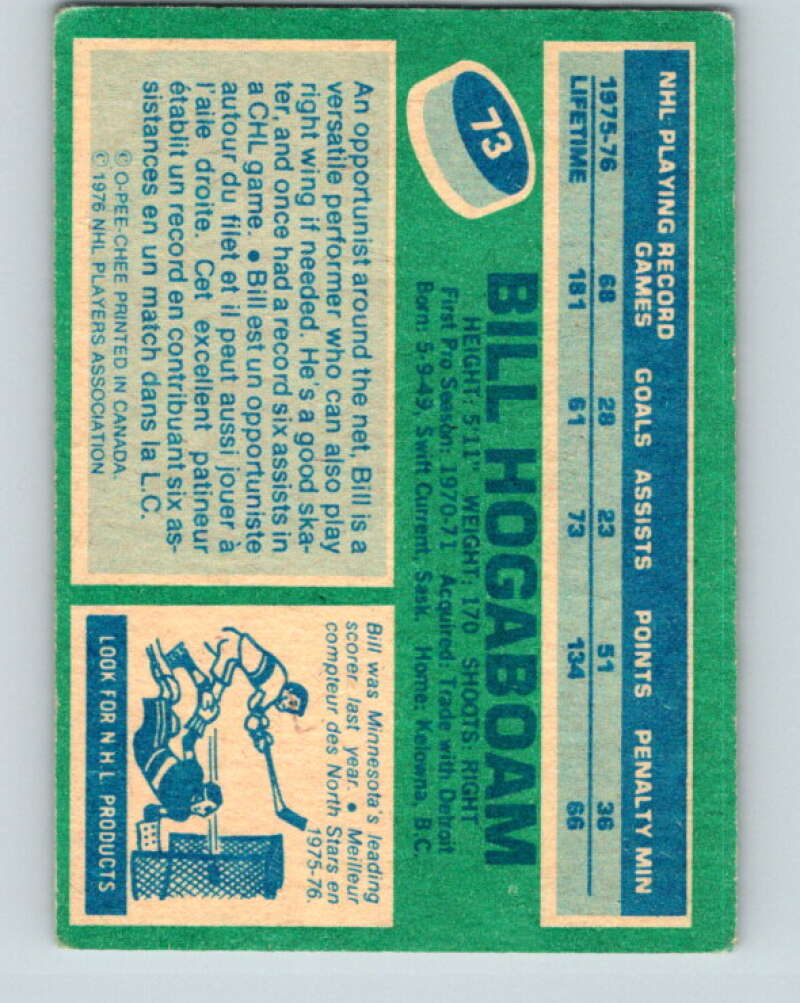 NHL PLAYING RECORD
GAMES GOALS ASSISTS POINTS PENALTY MIN
1975-76 68 28 23 51 36
LIFETIME 181 61 73 134 66
73
BILL HOGABOAM
HEIGHT: 5'11" WEIGHT: 170 SHOOTS: RIGHT
First Pro Season: 1970-71 Acquired: Trade with Detroit
Born: 5-9-49, Swift Current, Sask. Home: Kelowna, B.C.
An opportunist around the net, Bill is a
versatile performer who can also play
right wing if needed. He's a good ska-
ter, and once had a record six assists in
a CHL game. • Bill est un opportuniste
autour du filet et il peut aussi jouer à
l'aile droite. Cet excellent patineur
établit un record en contribuant six as-
sistances en un match dans la L.C.
© O-PEE-CHEE PRINTED IN CANADA.
© 1976 NHL PLAYERS ASSOCIATION
Bill was Minnesota's leading
scorer last year. • Meilleur
compteur des North Stars en
1975-76.
LOOK FOR N.H.L. PRODUCTS